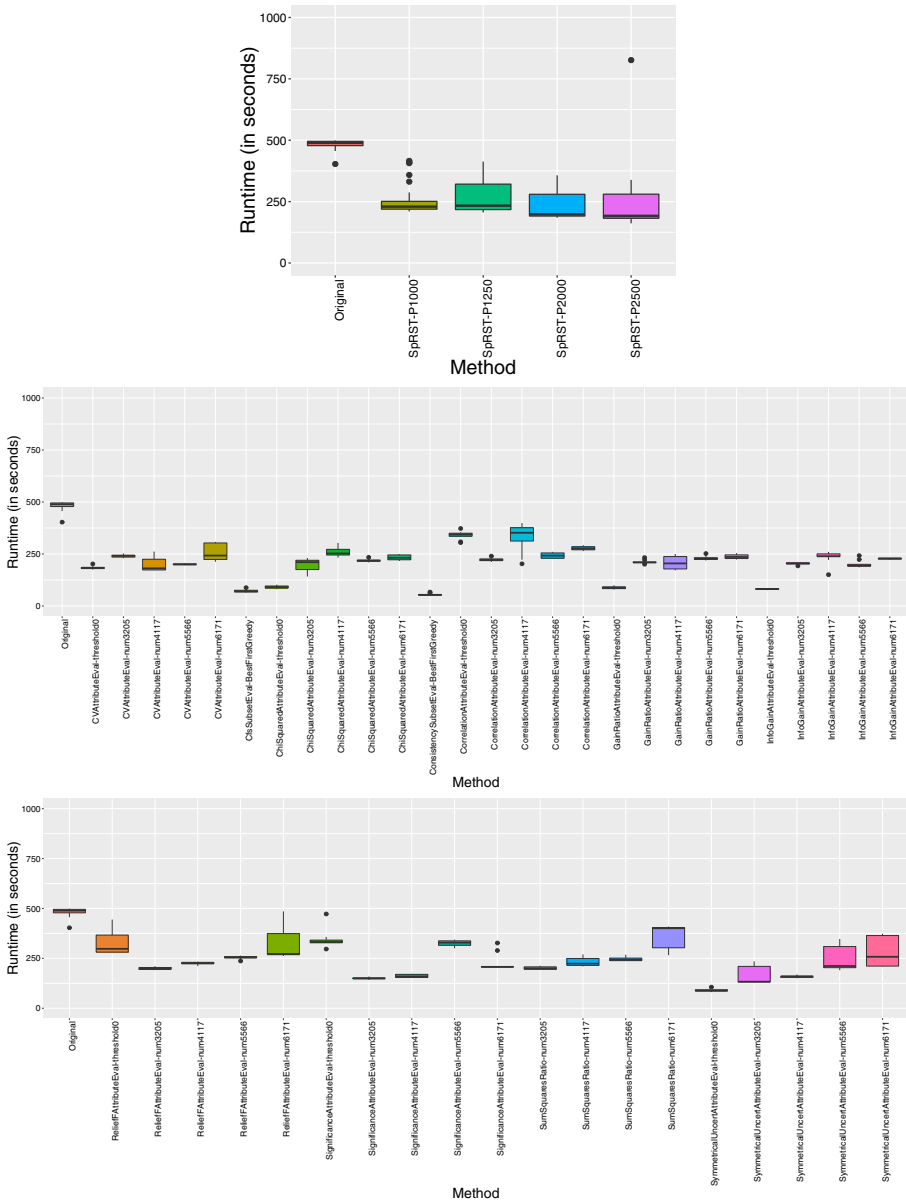 1000
750
500
250
0
Runtime (in seconds)
Original
SpRST-P1000
SpRST-P1250
SpRST-P2000
SpRST-P2500
Method
1000
750
500
250
0
Runtime (in seconds)
Original
CVAttributeEval-threshold0
CVAttributeEval-num3205
CVAttributeEval-num4117
CVAttributeEval-num5566
CVAttributeEval-num6171
CfsSubsetEval-BestFirstGreedy
ChiSquaredAttributeEval-threshold0
ChiSquaredAttributeEval-num3205
ChiSquaredAttributeEval-num4117
ChiSquaredAttributeEval-num5566
ChiSquaredAttributeEval-num6171
ConsistencySubsetEval-BestFirstGreedy
CorrelationAttributeEval-threshold0
CorrelationAttributeEval-num3205
CorrelationAttributeEval-num4117
CorrelationAttributeEval-num5566
CorrelationAttributeEval-num6171
GainRatioAttributeEval-threshold0
GainRatioAttributeEval-num3205
GainRatioAttributeEval-num4117
GainRatioAttributeEval-num5566
GainRatioAttributeEval-num6171
InfoGainAttributeEval-threshold0
InfoGainAttributeEval-num3205
InfoGainAttributeEval-num4117
InfoGainAttributeEval-num5566
InfoGainAttributeEval-num6171
Method
1000
750
500
250
0
Runtime (in seconds)
Original
ReliefFAttributeEval-threshold0
ReliefFAttributeEval-num3205
ReliefFAttributeEval-num4117
ReliefFAttributeEval-num5566
ReliefFAttributeEval-num6171
SignificanceAttributeEval-threshold0
SignificanceAttributeEval-num3205
SignificanceAttributeEval-num4117
SignificanceAttributeEval-num5566
SignificanceAttributeEval-num6171
SumSquaresRatio-num3205
SumSquaresRatio-num4117
SumSquaresRatio-num5566
SumSquaresRatio-num6171
SymmetricalUncertAttributeEval-threshold0
SymmetricalUncertAttributeEval-num3205
SymmetricalUncertAttributeEval-num4117
SymmetricalUncertAttributeEval-num5566
SymmetricalUncertAttributeEval-num6171
Method